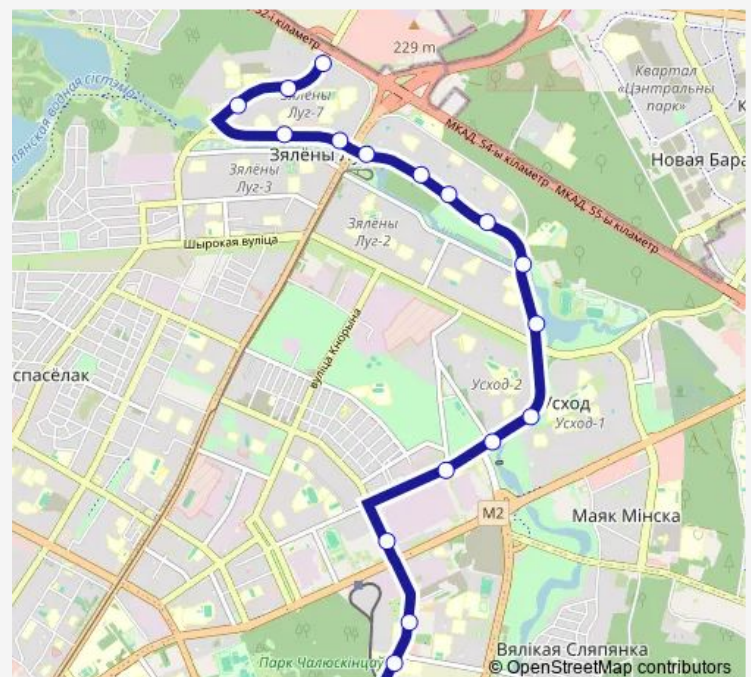 52-і кіламетр
229 m
Квартал
«Цэнтральны
парк»
пянская водная сістэма
Зялёны
Луг-7
МКАД, 54-ы кіламетр
МКАД, 55-ы кіламетр
Новая Бара
Зялёны Лу
Зялёны
Луг-3
Зялёны
Луг-2
Шырокая вуліца
вуліца Кнорына
спасёлак
Усход-2
Усход
Усход-1
M2
Маяк Мінска
Вялікая Сляпянка
Парк Чалюскінцаў
© OpenStreetMap contributors